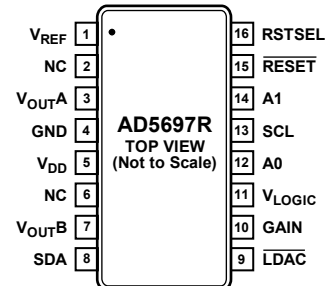 VREF 1
NC 2
VOUTA 3
GND 4
VDD 5
NC 6
VOUTB 7
SDA 8
AD5697R
TOP VIEW
(Not to Scale)
16 RSTSEL
15 RESET
14 A1
13 SCL
12 A0
11 VLOGIC
10 GAIN
9 LDAC